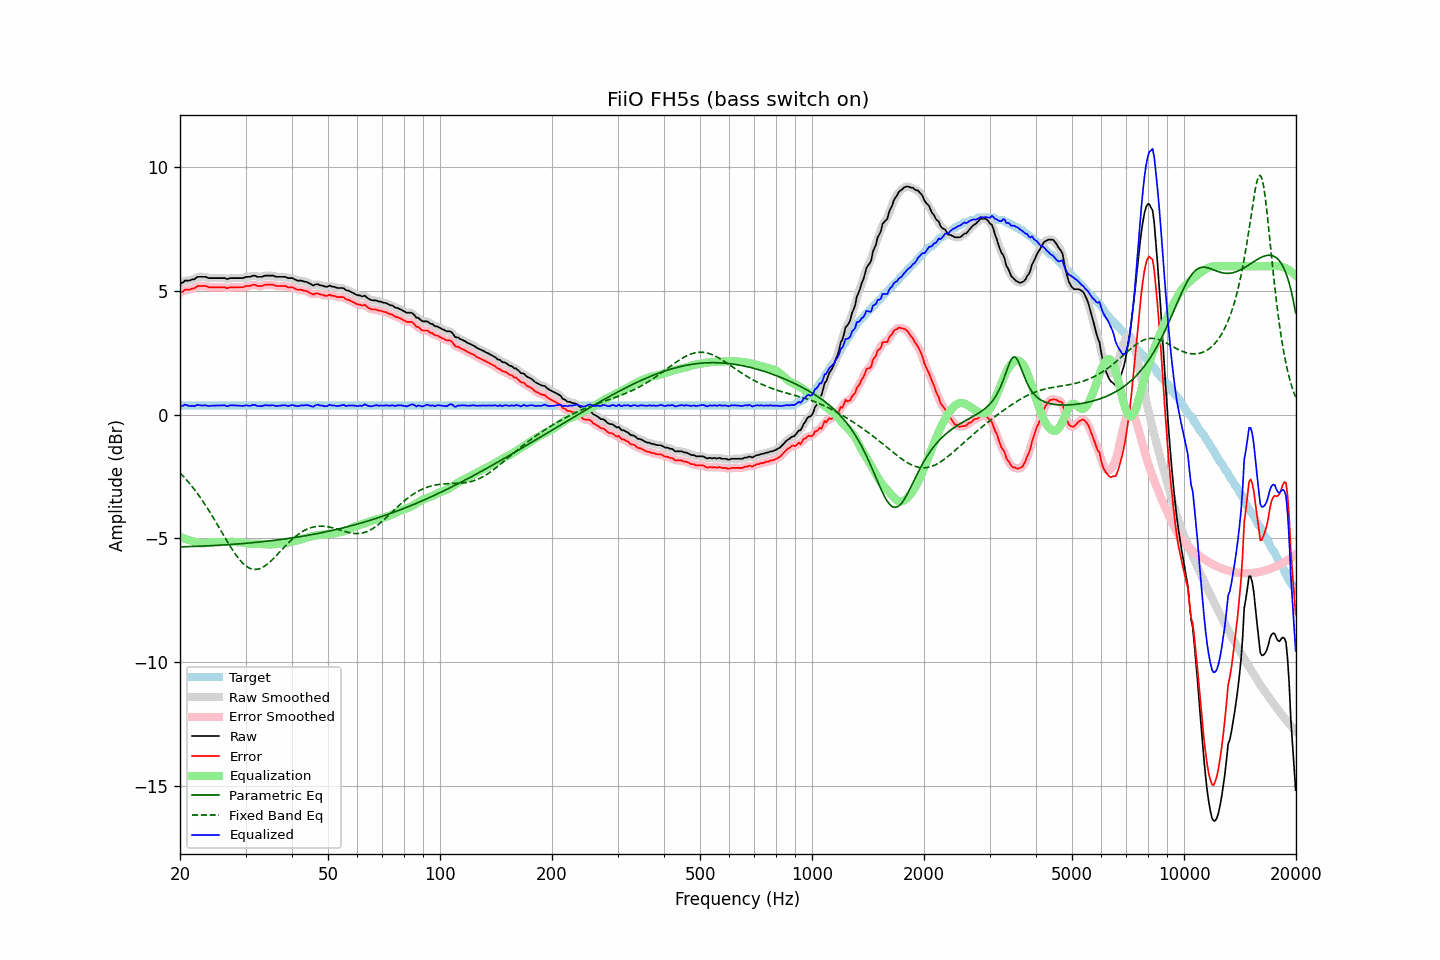 FiiO FH5s (bass switch on)
10
5
0
−5
−10
−15
Amplitude (dBr)
Target
Raw Smoothed
Error Smoothed
Raw
Error
Equalization
Parametric Eq
Fixed Band Eq
Equalized
20 50 100 200 500 1000 2000 5000 10000 20000
Frequency (Hz)